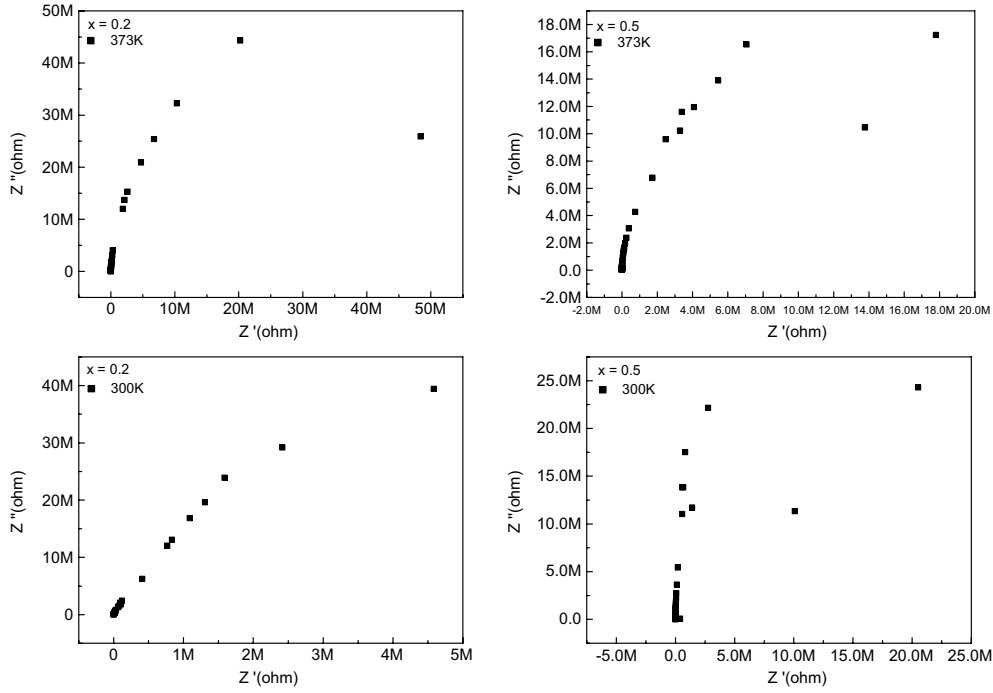 x = 0.2
373K
50M
40M
30M
20M
10M
0
Z "(ohm)
0 10M 20M 30M 40M 50M
Z '(ohm)
x = 0.5
373K
18.0M
16.0M
14.0M
12.0M
10.0M
8.0M
6.0M
4.0M
2.0M
0.0
-2.0M
Z "(ohm)
-2.0M 0.0 2.0M 4.0M 6.0M 8.0M 10.0M 12.0M 14.0M 16.0M 18.0M 20.0M
Z '(ohm)
x = 0.2
300K
40M
30M
20M
10M
0
Z "(ohm)
0 1M 2M 3M 4M 5M
Z '(ohm)
x = 0.5
300K
25.0M
20.0M
15.0M
10.0M
5.0M
0.0
Z "(ohm)
-5.0M 0.0 5.0M 10.0M 15.0M 20.0M 25.0M
Z '(ohm)